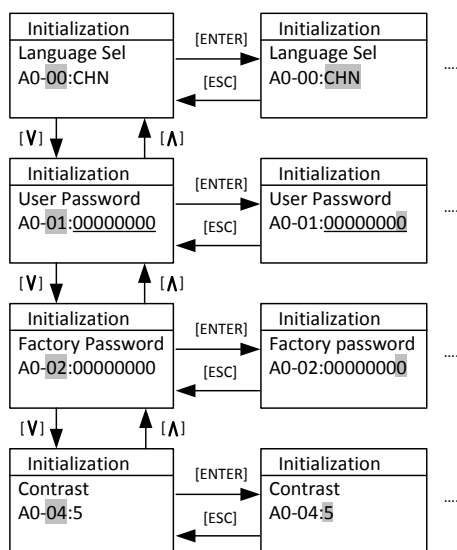 Initialization
Language Sel
A0-00:CHN
[ENTER]
[ESC]
Initialization
Language Sel
A0-00:CHN
....
[∨]
[∧]
Initialization
User Password
A0-01:00000000
[ENTER]
[ESC]
Initialization
User Password
A0-01:00000000
....
[∨]
[∧]
Initialization
Factory Password
A0-02:00000000
[ENTER]
[ESC]
Initialization
Factory password
A0-02:00000000
....
[∨]
[∧]
Initialization
Contrast
A0-04:5
[ENTER]
[ESC]
Initialization
Contrast
A0-04:5
....